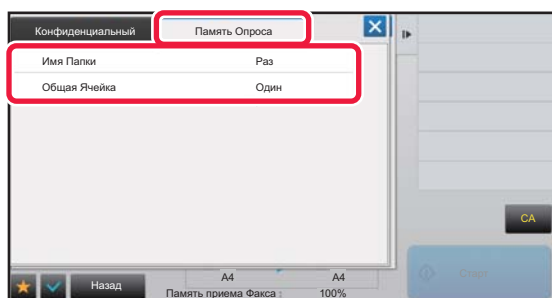 Конфиденциальный Память Опроса
Имя Папки Раз
Общая Ячейка Один
CA
Старт
A4 A4
Назад
Память приема Факса : 100%